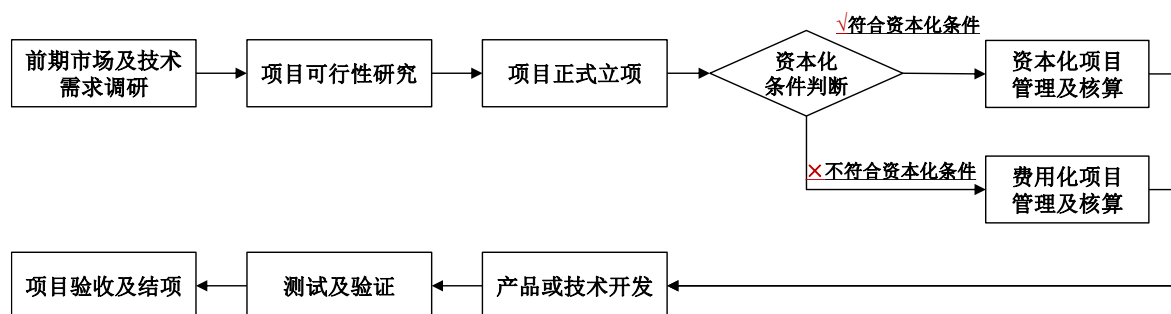 前期市场及技术
需求调研
项目可行性研究
项目正式立项
资本化
条件判断
√符合资本化条件
资本化项目
管理及核算
×不符合资本化条件
费用化项目
管理及核算
项目验收及结项
测试及验证
产品或技术开发